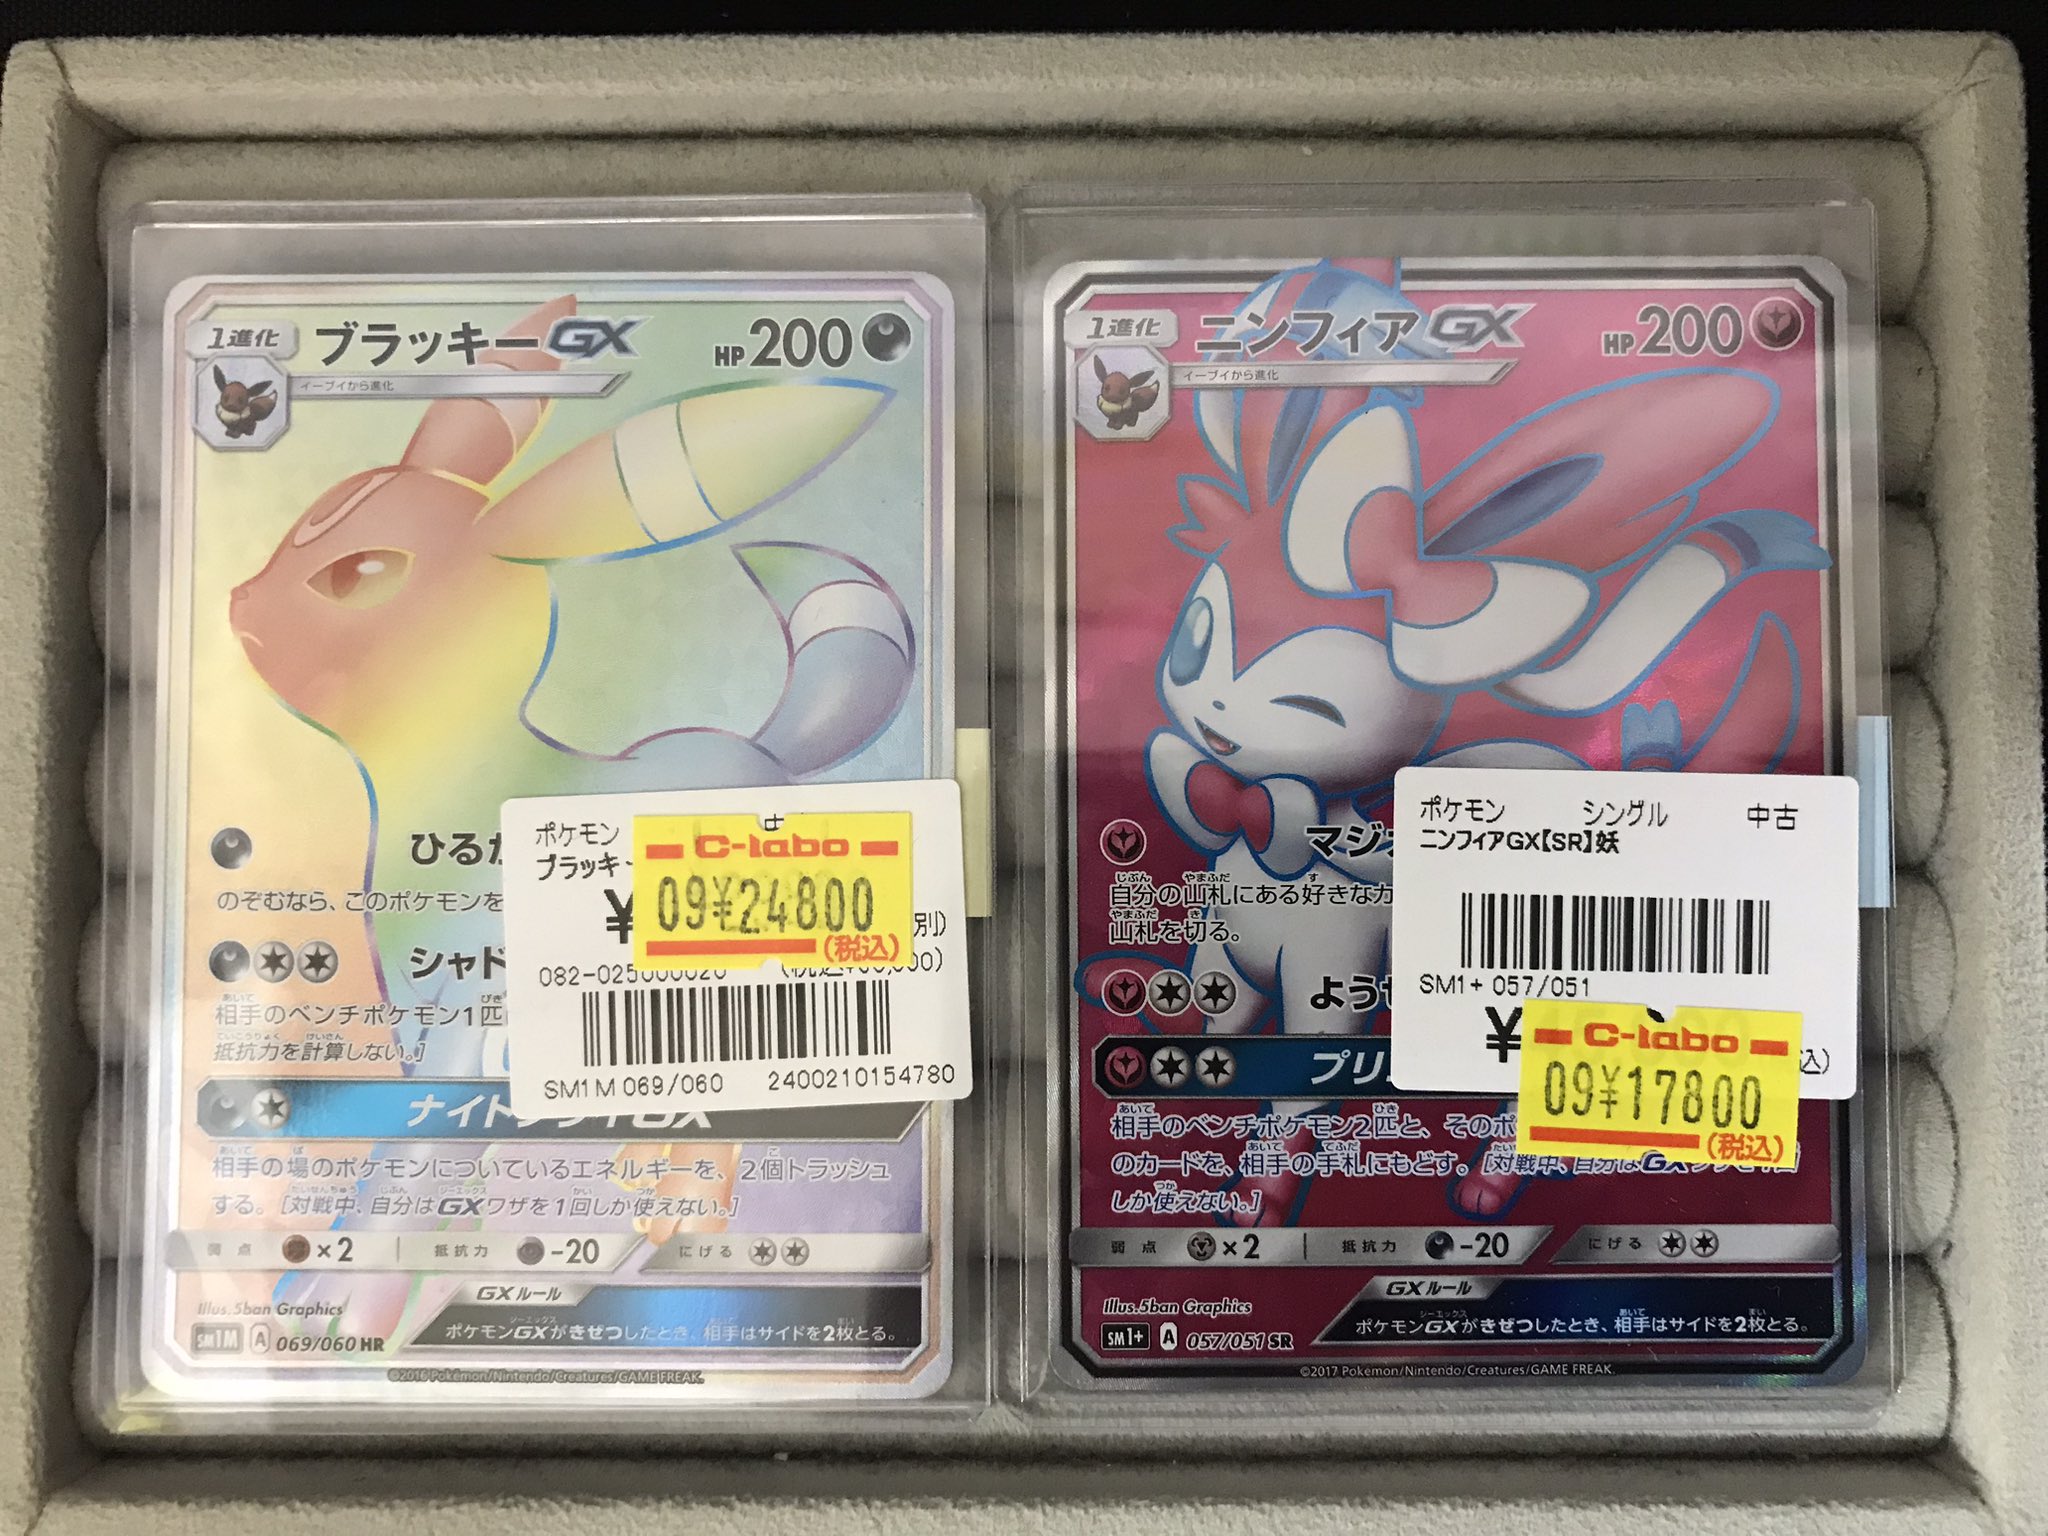 1進化 ブラッキーGX HP200
イーブイから進化
ひるが
のぞむなら、このポケモンを
シャド
相手のベンチポケモン1匹
抵抗力を計算しない。]
ナイト GX
相手の場のポケモンについているエネルギーを、2個トラッシュ
する。[対戦中、自分はGXワザを1回しか使えない。]
弱点 ×2 抵抗力 -20 にげる
GXルール
ポケモンGXがきぜつしたとき、相手はサイドを2枚とる。
Illus. 5ban Graphics
SM1M A 069/060 HR
©2016 Pokémon/Nintendo/Creatures/GAME FREAK.
ポケモン
ブラッキー
¥
別)
C-labo
09¥24800
(税込)
SM1M 069/060 2400210154780
1進化 ニンフィアGX HP200
イーブイから進化
マジ
自分の山札にある好きなカ
山札を切る。
ようせ
プリ
相手のベンチポケモン2匹と、その
のカードを、相手の手札にもどす。[対戦中、自分はGXワザを1回
しか使えない。]
弱点 ×2 抵抗力 -20 にげる
GXルール
ポケモンGXがきぜつしたとき、相手はサイドを2枚とる。
Illus. 5ban Graphics
SM1+ A 057/051 SR
©2017 Pokémon/Nintendo/Creatures/GAME FREAK.
ポケモン シングル 中古
ニンフィアGX【SR】妖
SM1+ 057/051
¥
込)
C-labo
09¥17800
(税込)